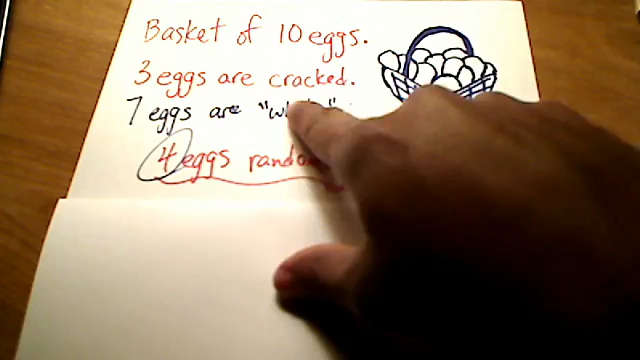 Basket of 10 eggs.
3 eggs are cracked.
7 eggs are
4 eggs